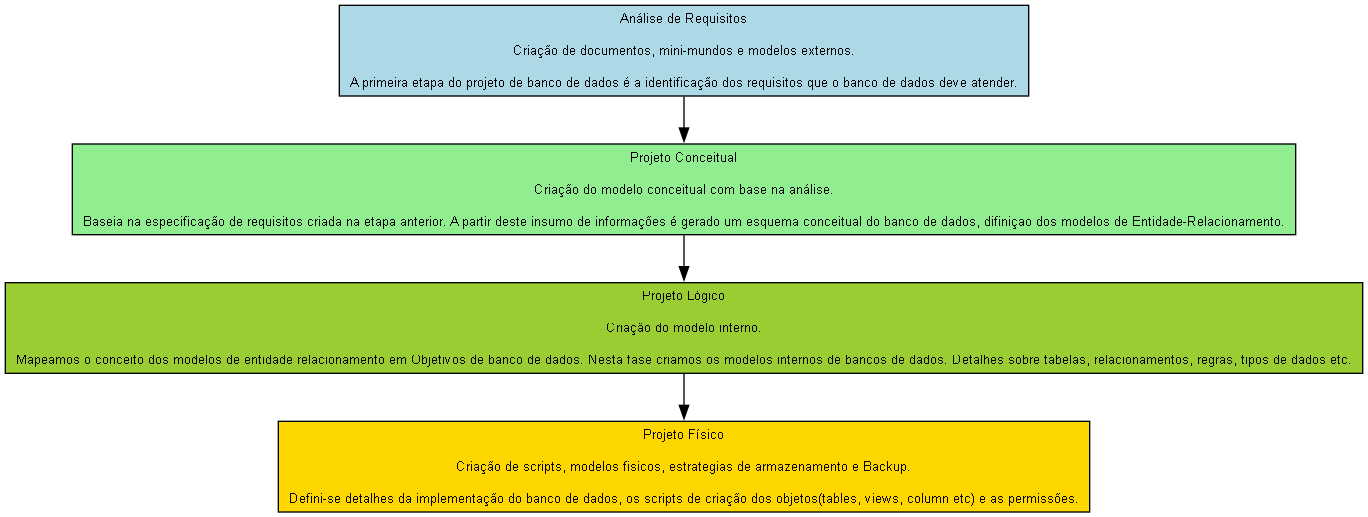 Análise de Requisitos
Criação de documentos, mini-mundos e modelos externos.
A primeira etapa do projeto de banco de dados é a identificação dos requisitos que o banco de dados deve atender.
Projeto Conceitual
Criação do modelo conceitual com base na análise.
Baseia na especificação de requisitos criada na etapa anterior. A partir deste insumo de informações é gerado um esquema conceitual do banco de dados, difiniçao dos modelos de Entidade-Relacionamento.
Projeto Lógico
Criação do modelo interno.
Mapeamos o conceito dos modelos de entidade relacionamento em Objetivos de banco de dados. Nesta fase criamos os modelos internos de bancos de dados. Detalhes sobre tabelas, relacionamentos, regras, tipos de dados etc.
Projeto Físico
Criação de scripts, modelos fisicos, estrategias de armazenamento e Backup.
Defini-se detalhes da implementação do banco de dados, os scripts de criação dos objetos(tables, views, column etc) e as permissões.